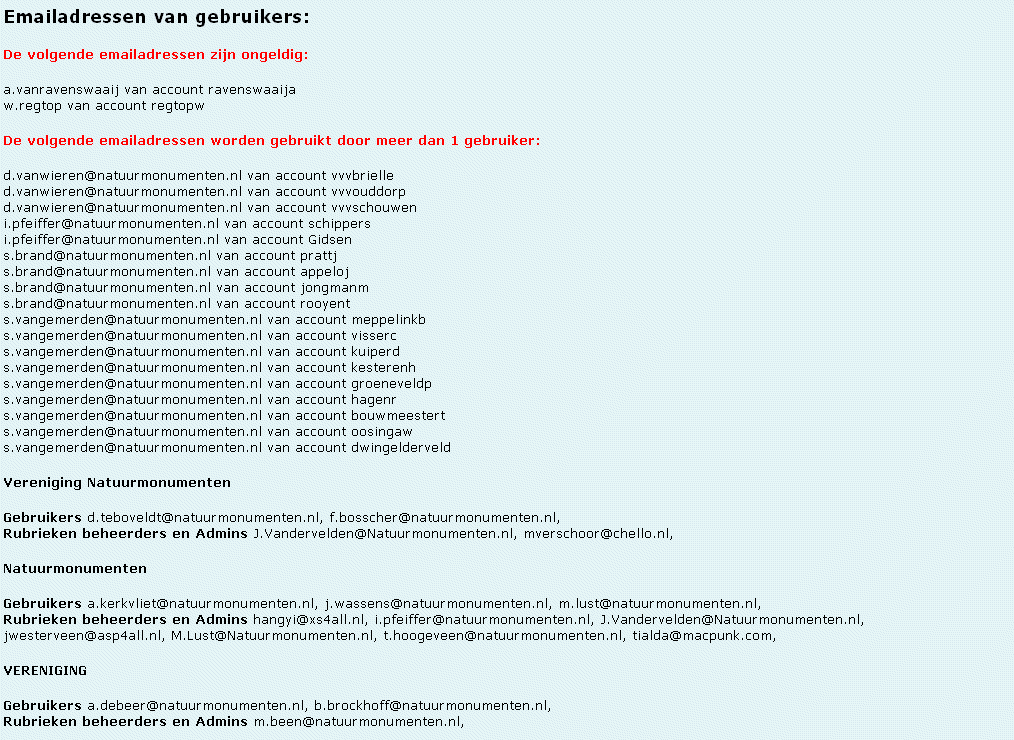 Emailadressen van gebruikers:
De volgende emailadressen zijn ongeldig:
a.vanravenswaaij van account ravenswaaija
w.regtop van account regtopw
De volgende emailadressen worden gebruikt door meer dan 1 gebruiker:
d.vanwieren@natuurmonumenten.nl van account vvvbrielle
d.vanwieren@natuurmonumenten.nl van account vvvouddorp
d.vanwieren@natuurmonumenten.nl van account vvvschouwen
i.pfeiffer@natuurmonumenten.nl van account schippers
i.pfeiffer@natuurmonumenten.nl van account Gidsen
s.brand@natuurmonumenten.nl van account prattj
s.brand@natuurmonumenten.nl van account appeloj
s.brand@natuurmonumenten.nl van account jongmanm
s.brand@natuurmonumenten.nl van account rooyent
s.vangemerden@natuurmonumenten.nl van account meppelinkb
s.vangemerden@natuurmonumenten.nl van account visserc
s.vangemerden@natuurmonumenten.nl van account kuiperd
s.vangemerden@natuurmonumenten.nl van account kesterenh
s.vangemerden@natuurmonumenten.nl van account groeneveldp
s.vangemerden@natuurmonumenten.nl van account hagenr
s.vangemerden@natuurmonumenten.nl van account bouwmeestert
s.vangemerden@natuurmonumenten.nl van account oosingaw
s.vangemerden@natuurmonumenten.nl van account dwingelderveld
Vereniging Natuurmonumenten
Gebruikers d.teboveldt@natuurmonumenten.nl, f.bosscher@natuurmonumenten.nl,
Rubrieken beheerders en Admins J.Vandervelden@Natuurmonumenten.nl, mverschoor@chello.nl,
Natuurmonumenten
Gebruikers a.kerkvliet@natuurmonumenten.nl, j.wassens@natuurmonumenten.nl, m.lust@natuurmonumenten.nl,
Rubrieken beheerders en Admins hangyi@xs4all.nl, i.pfeiffer@natuurmonumenten.nl, J.Vandervelden@Natuurmonumenten.nl,
jwesterveen@asp4all.nl, M.Lust@Natuurmonumenten.nl, t.hoogeveen@natuurmonumenten.nl, tialda@macpunk.com,
VERENIGING
Gebruikers a.debeer@natuurmonumenten.nl, b.brockhoff@natuurmonumenten.nl,
Rubrieken beheerders en Admins m.been@natuurmonumenten.nl,